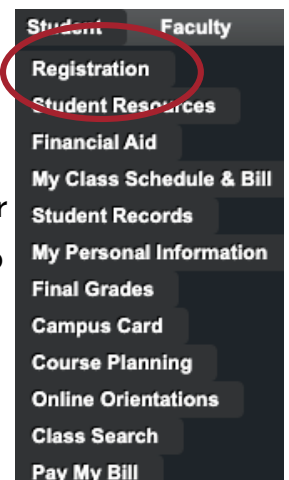 Student Faculty
Registration
Student Resources
Financial Aid
My Class Schedule & Bill
r
Student Records
My Personal Information
Final Grades
Campus Card
Course Planning
Online Orientations
Class Search
Pay My Bill